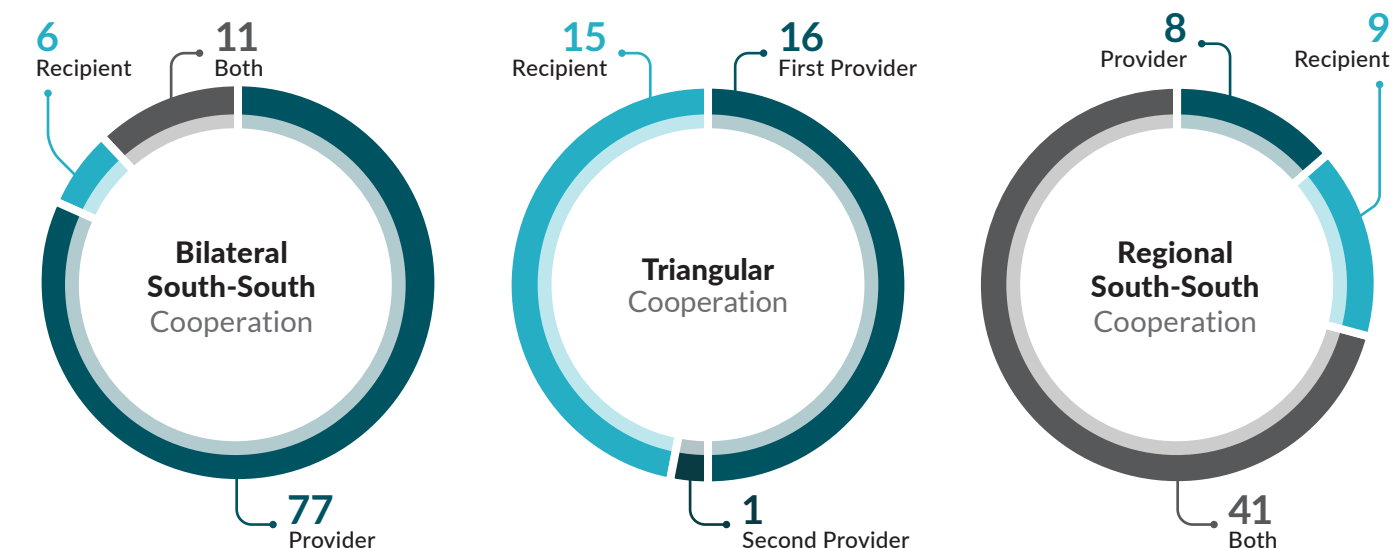 6
Recipient
11
Both
Bilateral
South-South
Cooperation
77
Provider
15
Recipient
16
First Provider
Triangular
Cooperation
1
Second Provider
8
Provider
9
Recipient
Regional
South-South
Cooperation
41
Both